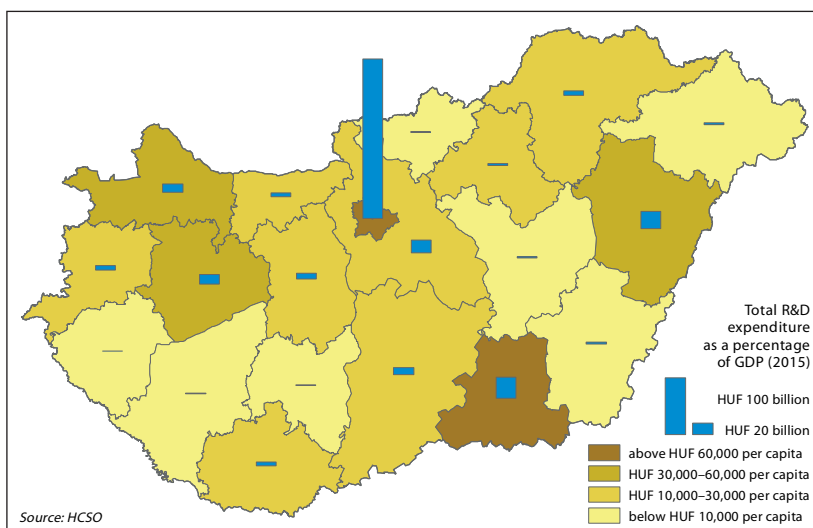 Total R&D
expenditure
as a percentage
of GDP (2015)
HUF 100 billion
HUF 20 billion
above HUF 60,000 per capita
HUF 30,000–60,000 per capita
HUF 10,000–30,000 per capita
below HUF 10,000 per capita
Source: HCSO